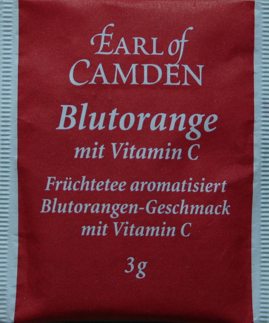 Earl of
Camden
Blutorange
mit Vitamin C
Früchtetee aromatisiert
Blutorangen-Geschmack
mit Vitamin C
3g